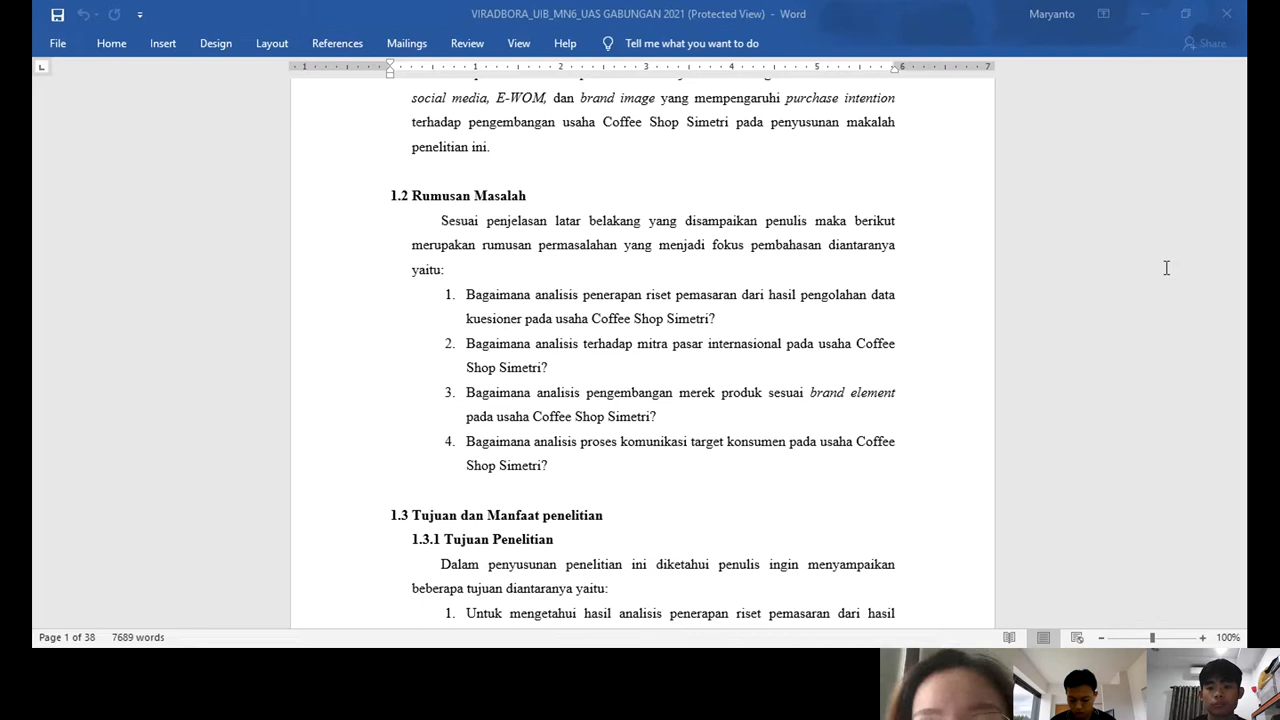 VIRADBORA_UIB_MN6_UAS GABUNGAN 2021 (Protected View) - Word
Maryanto
File Home Insert Design Layout References Mailings Review View Help Tell me what you want to do Share
1 1 2 3 4 5 6 7
social media, E-WOM, dan brand image yang mempengaruhi purchase intention
terhadap pengembangan usaha Coffee Shop Simetri pada penyusunan makalah
penelitian ini.
1.2 Rumusan Masalah
Sesuai penjelasan latar belakang yang disampaikan penulis maka berikut
merupakan rumusan permasalahan yang menjadi fokus pembahasan diantaranya
yaitu:
1. Bagaimana analisis penerapan riset pemasaran dari hasil pengolahan data
kuesioner pada usaha Coffee Shop Simetri?
2. Bagaimana analisis terhadap mitra pasar internasional pada usaha Coffee
Shop Simetri?
3. Bagaimana analisis pengembangan merek produk sesuai brand element
pada usaha Coffee Shop Simetri?
4. Bagaimana analisis proses komunikasi target konsumen pada usaha Coffee
Shop Simetri?
1.3 Tujuan dan Manfaat penelitian
1.3.1 Tujuan Penelitian
Dalam penyusunan penelitian ini diketahui penulis ingin menyampaikan
beberapa tujuan diantaranya yaitu:
1. Untuk mengetahui hasil analisis penerapan riset pemasaran dari hasil
Page 1 of 38 7689 words 100%